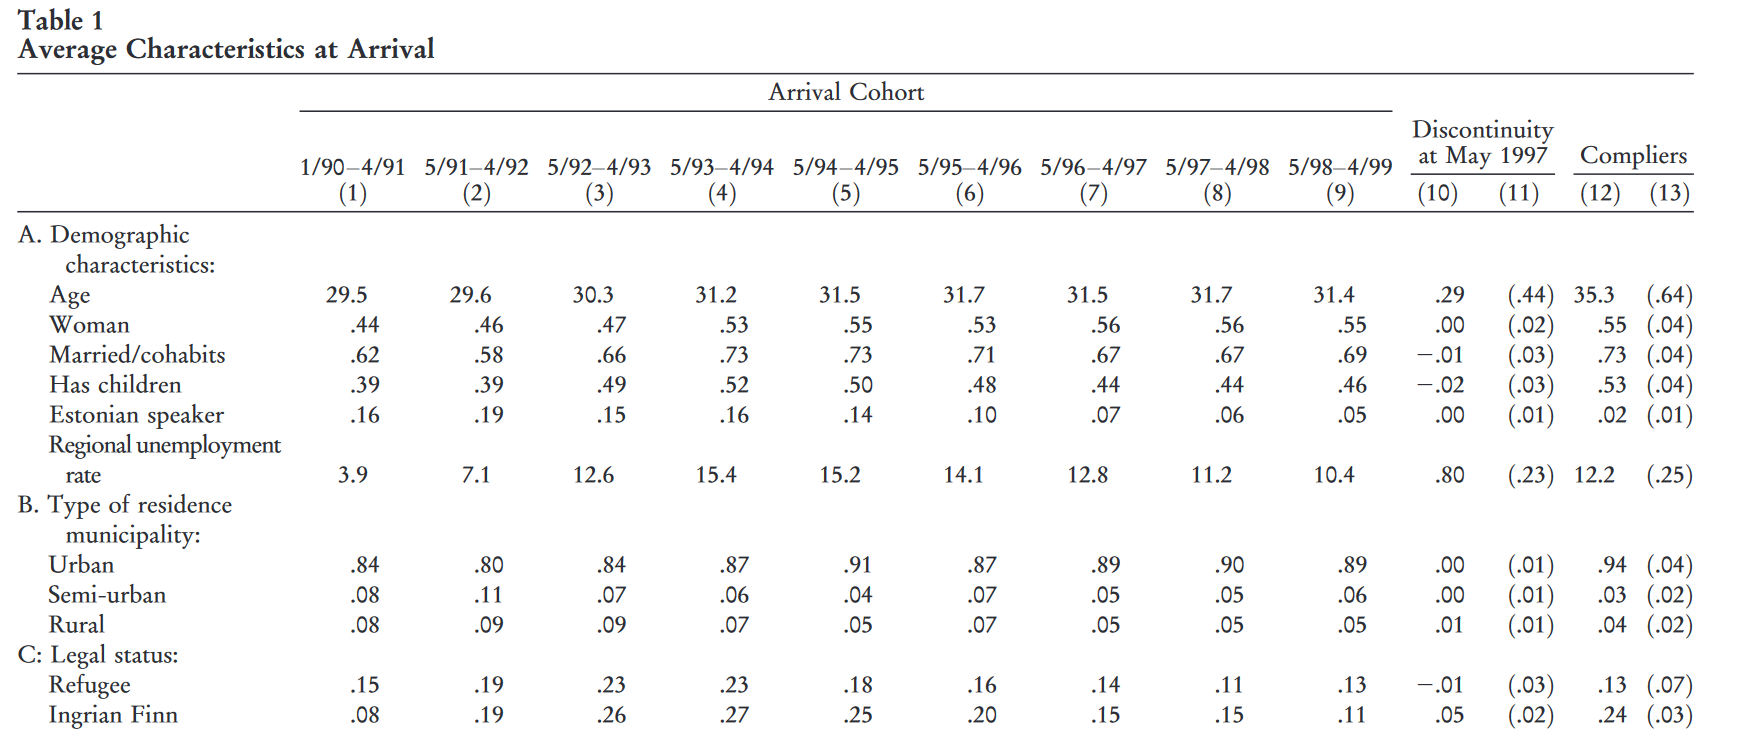 Table 1
Average Characteristics at Arrival
Arrival Cohort
Discontinuity
at May 1997 Compliers
1/90–4/91 5/91–4/92 5/92–4/93 5/93–4/94 5/94–4/95 5/95–4/96 5/96–4/97 5/97–4/98 5/98–4/99
(1) (2) (3) (4) (5) (6) (7) (8) (9) (10) (11) (12) (13)
A. Demographic
characteristics:
Age 29.5 29.6 30.3 31.2 31.5 31.7 31.5 31.7 31.4 .29 (.44) 35.3 (.64)
Woman .44 .46 .47 .53 .55 .53 .56 .56 .55 .00 (.02) .55 (.04)
Married/cohabits .62 .58 .66 .73 .73 .71 .67 .67 .69 −.01 (.03) .73 (.04)
Has children .39 .39 .49 .52 .50 .48 .44 .44 .46 −.02 (.03) .53 (.04)
Estonian speaker .16 .19 .15 .16 .14 .10 .07 .06 .05 .00 (.01) .02 (.01)
Regional unemployment
rate 3.9 7.1 12.6 15.4 15.2 14.1 12.8 11.2 10.4 .80 (.23) 12.2 (.25)
B. Type of residence
municipality:
Urban .84 .80 .84 .87 .91 .87 .89 .90 .89 .00 (.01) .94 (.04)
Semi-urban .08 .11 .07 .06 .04 .07 .05 .05 .06 .00 (.01) .03 (.02)
Rural .08 .09 .09 .07 .05 .07 .05 .05 .05 .01 (.01) .04 (.02)
C: Legal status:
Refugee .15 .19 .23 .23 .18 .16 .14 .11 .13 −.01 (.03) .13 (.07)
Ingrian Finn .08 .19 .26 .27 .25 .20 .15 .15 .11 .05 (.02) .24 (.03)